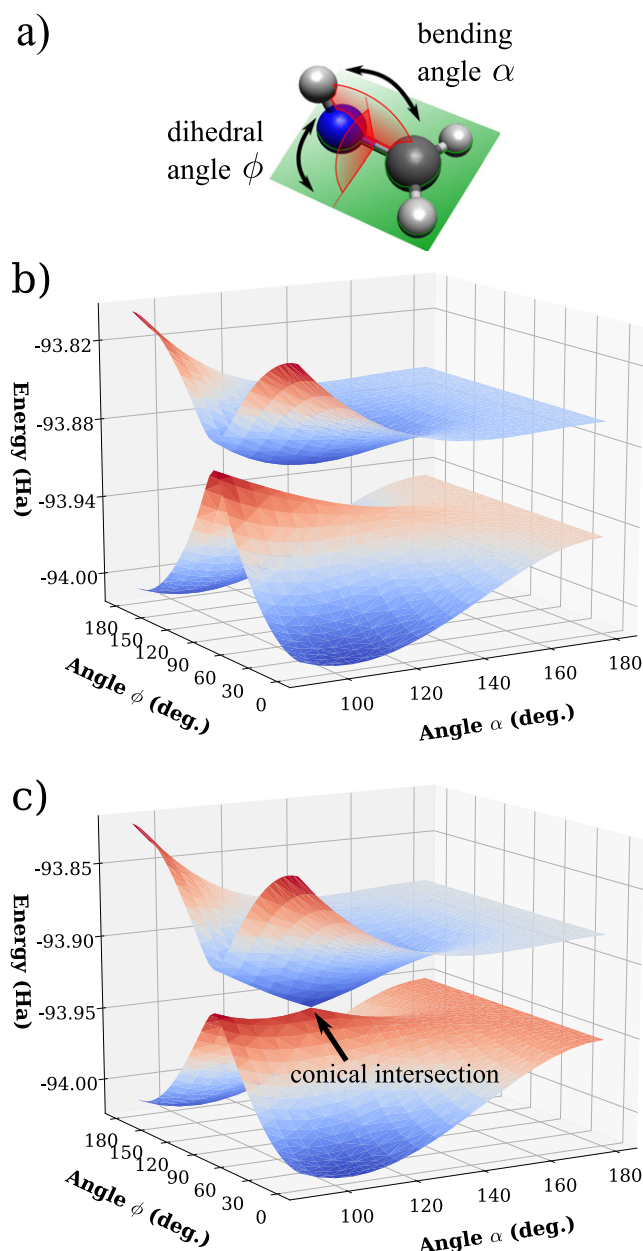 a)
bending
angle α
dihedral
angle ϕ
b)
-93.82
-93.88
-93.94
-94.00
Energy (Ha)
180
150
120
90
60
30
0
Angle ϕ (deg.)
100
120
140
160
180
Angle α (deg.)
c)
-93.85
-93.90
-93.95
-94.00
Energy (Ha)
conical intersection
180
150
120
90
60
30
0
Angle ϕ (deg.)
100
120
140
160
180
Angle α (deg.)